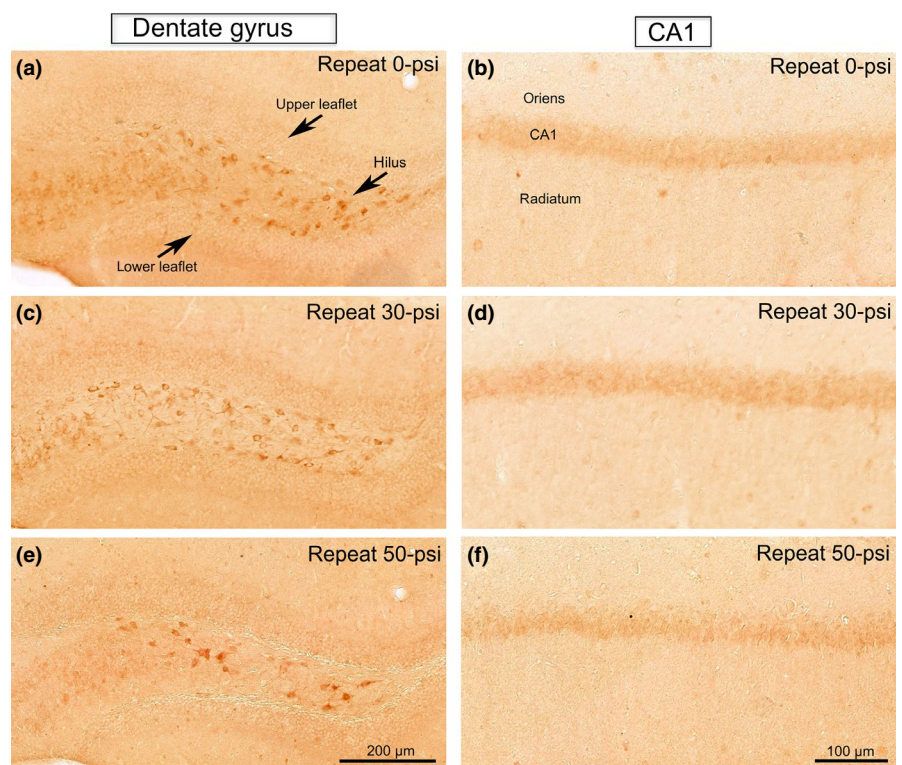 Dentate gyrus
CA1
(a)
Repeat 0-psi
Upper leaflet
Hilus
Lower leaflet
(b)
Repeat 0-psi
Oriens
CA1
Radiatum
(c)
Repeat 30-psi
(d)
Repeat 30-psi
(e)
Repeat 50-psi
200 µm
(f)
Repeat 50-psi
100 µm